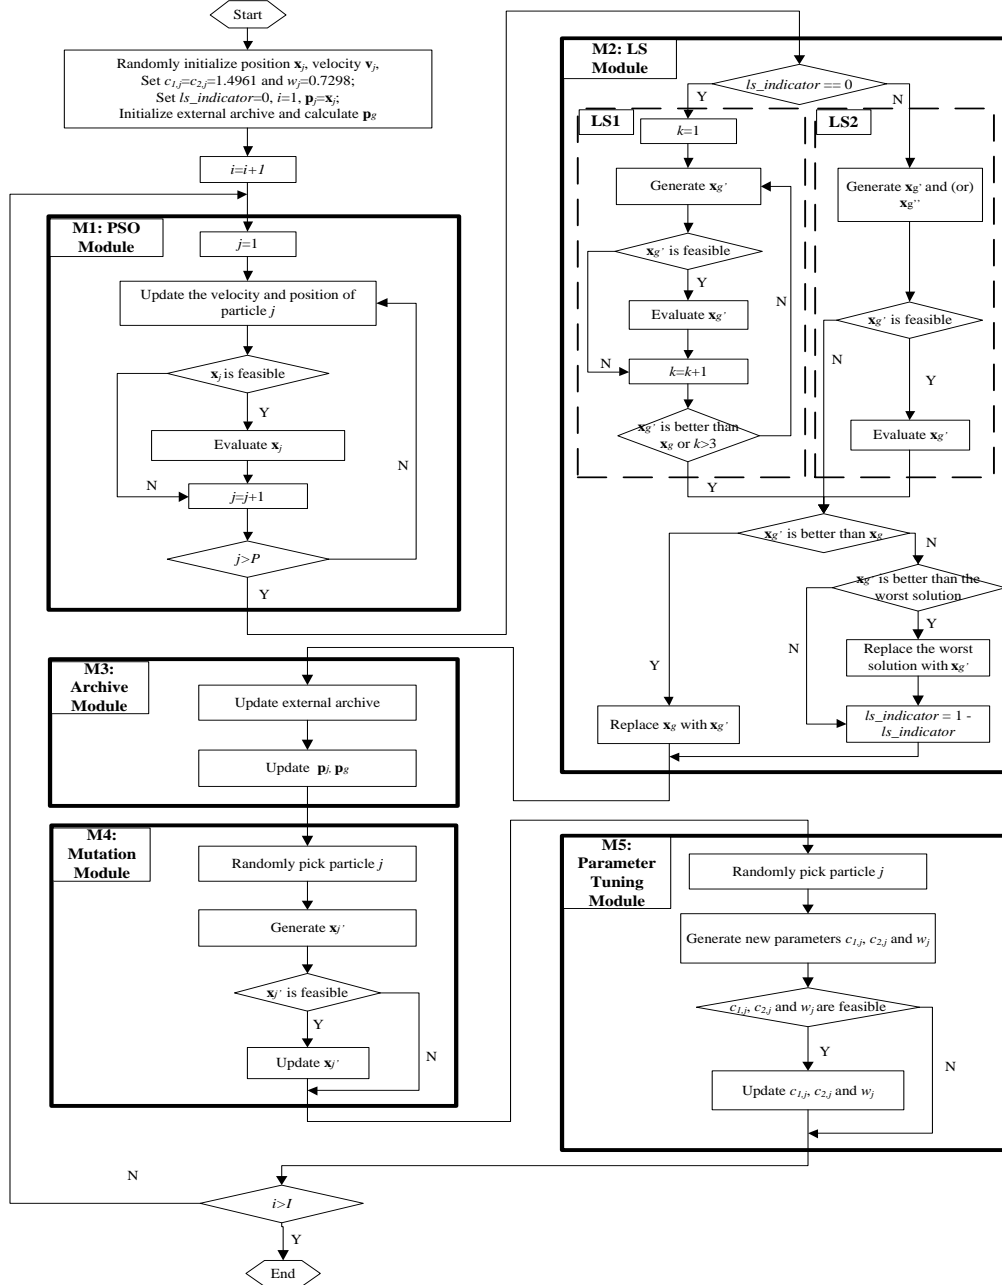 Start
Randomly initialize position xj, velocity vj,
Set c1,j=c2,j=1.4961 and wj=0.7298;
Set ls_indicator=0, i=1, pj=xj;
Initialize external archive and calculate pg
i=i+1
M1: PSO
Module
j=1
Update the velocity and position of
particle j
xj is feasible
Y
Evaluate xj
N
N
j=j+1
j>P
Y
M2: LS
Module
ls_indicator == 0
Y
N
LS1
k=1
Generate xg'
xg' is feasible
Y
N
Evaluate xg'
N
k=k+1
xg' is better than
xg or k>3
Y
LS2
Generate xg' and (or)
xg''
xg' is feasible
N
Y
Evaluate xg'
xg' is better than xg
N
xg' is better than the
worst solution
Y
N
Y
Replace the worst
solution with xg'
Replace xg with xg'
ls_indicator = 1 -
ls_indicator
M3:
Archive
Module
Update external archive
Update pj, pg
M4:
Mutation
Module
Randomly pick particle j
Generate xj'
xj' is feasible
Y
N
Update xj'
M5:
Parameter
Tuning
Module
Randomly pick particle j
Generate new parameters c1,j, c2,j and wj
c1,j, c2,j and wj are feasible
Y
N
Update c1,j, c2,j and wj
N
i>I
Y
End